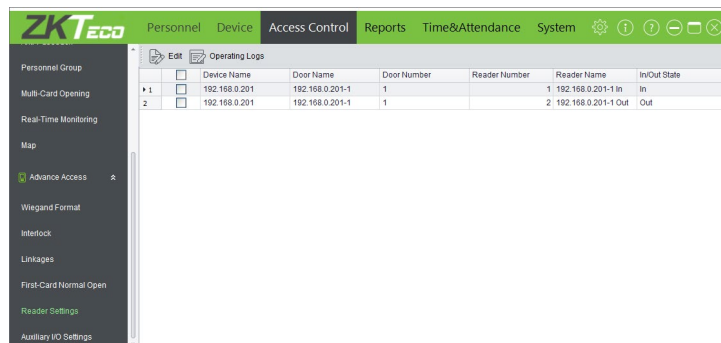 ZKTeco
Personnel Device Access Control Reports Time&Attendance System
Personnel Group
Multi-Card Opening
Real-Time Monitoring
Map
Advance Access
Wiegand Format
Interlock
Linkages
First-Card Normal Open
Reader Settings
Auxiliary I/O Settings
Edit Operating Logs
Device Name Door Name Door Number Reader Number Reader Name In/Out State
1 192.168.0.201 192.168.0.201-1 1 1 192.168.0.201-1 In In
2 192.168.0.201 192.168.0.201-1 1 2 192.168.0.201-1 Out Out